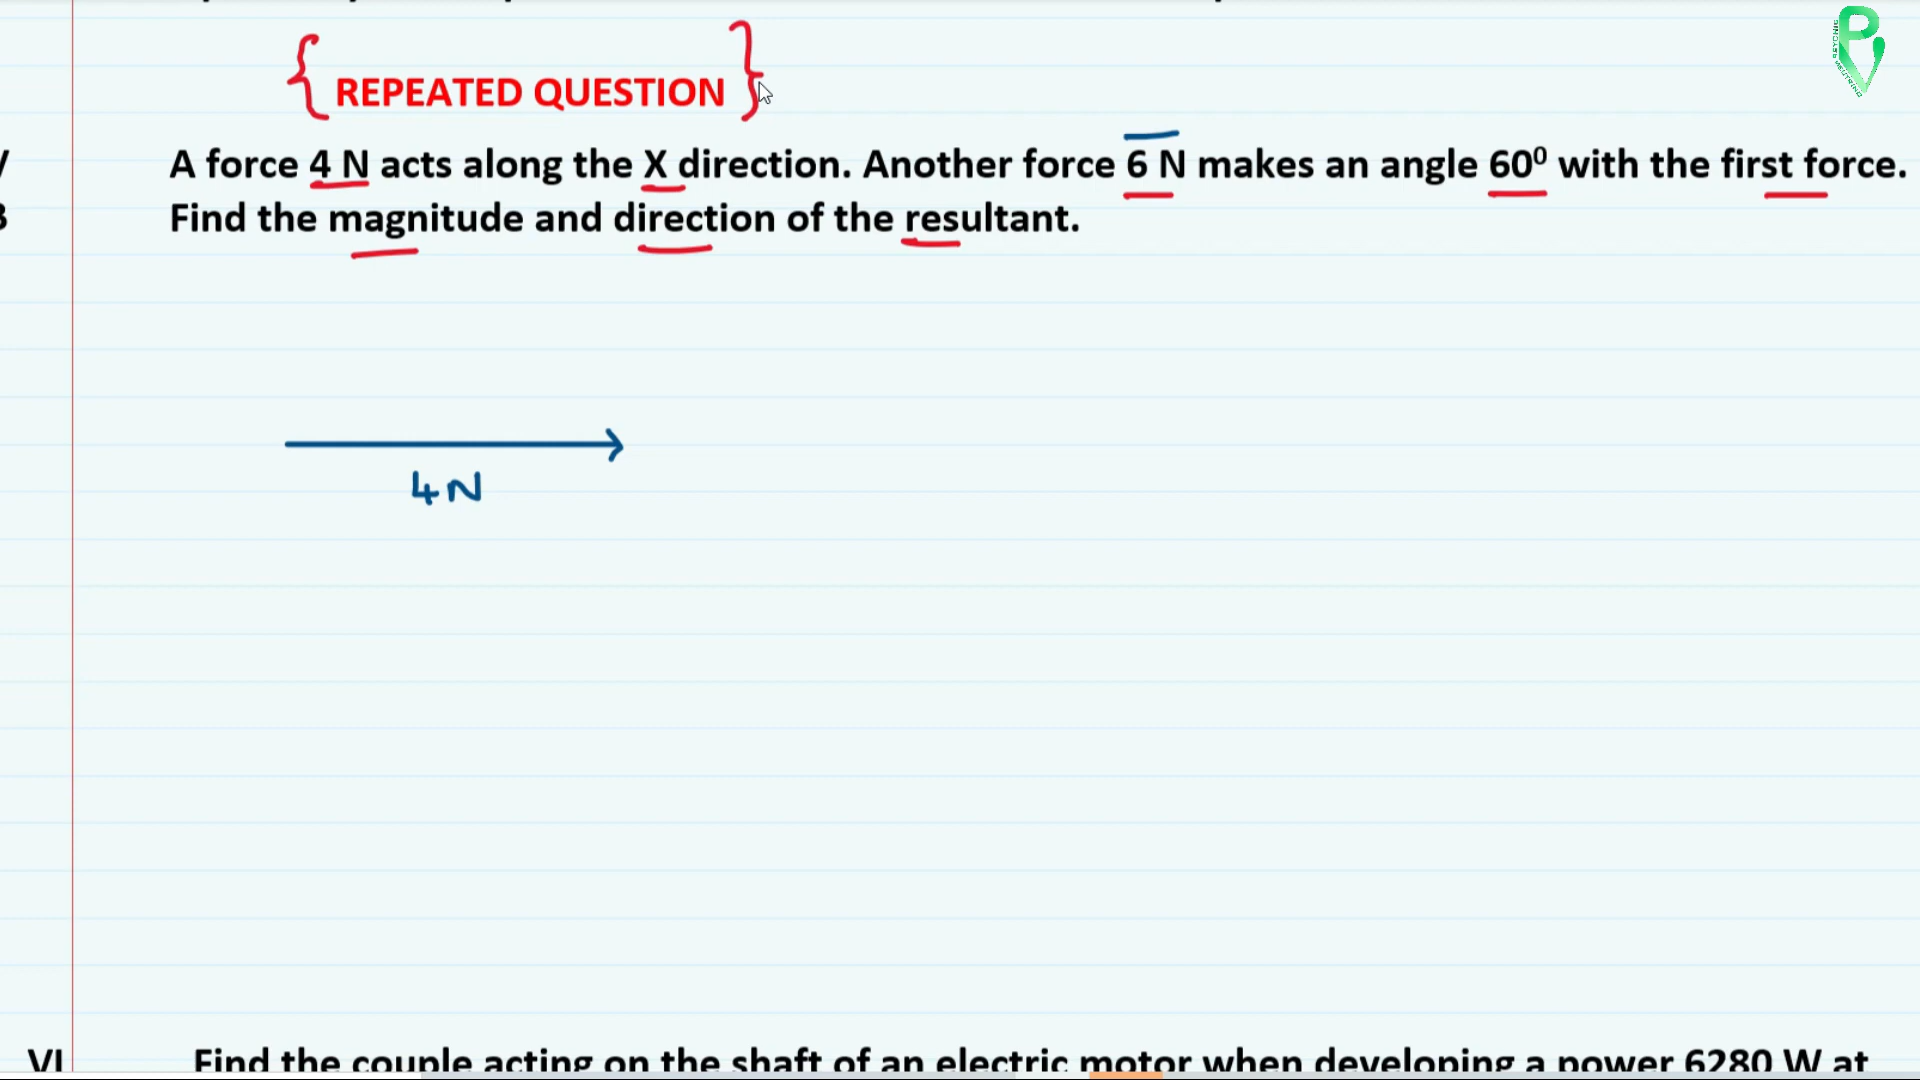 REPEATED QUESTION
A force 4 N acts along the X direction. Another force 6 N makes an angle 60⁰ with the first force.
Find the magnitude and direction of the resultant.
4N
VI Find the couple acting on the shaft of an electric motor when developing a power 6280 W at